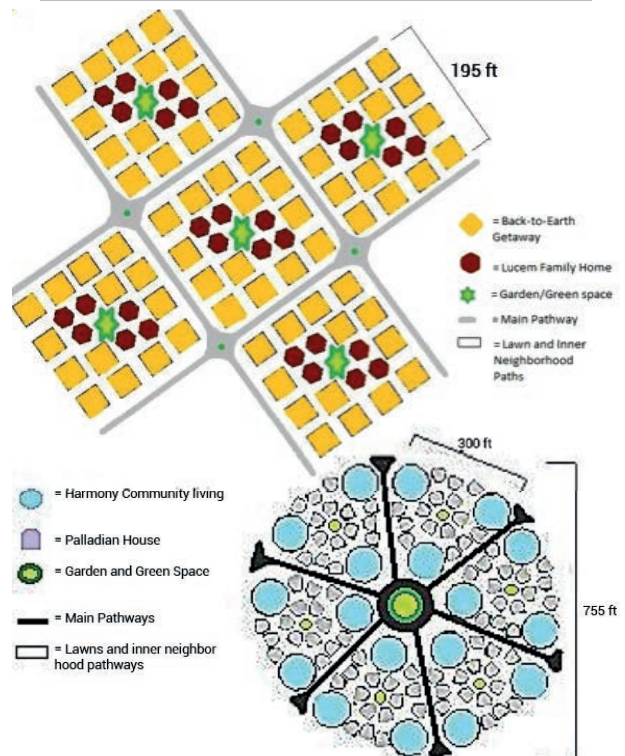 195 ft
= Back-to-Earth
Getaway
= Lucem Family Home
= Garden/Green space
= Main Pathway
= Lawn and Inner
Neighborhood
Paths
300 ft
755 ft
= Harmony Community living
= Palladian House
= Garden and Green Space
= Main Pathways
= Lawns and inner neighbor
hood pathways